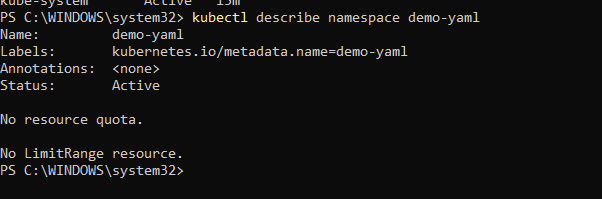 kube-system       Active   15m
PS C:\WINDOWS\system32> kubectl describe namespace demo-yaml
Name:         demo-yaml
Labels:       kubernetes.io/metadata.name=demo-yaml
Annotations:  <none>
Status:       Active

No resource quota.

No LimitRange resource.
PS C:\WINDOWS\system32>